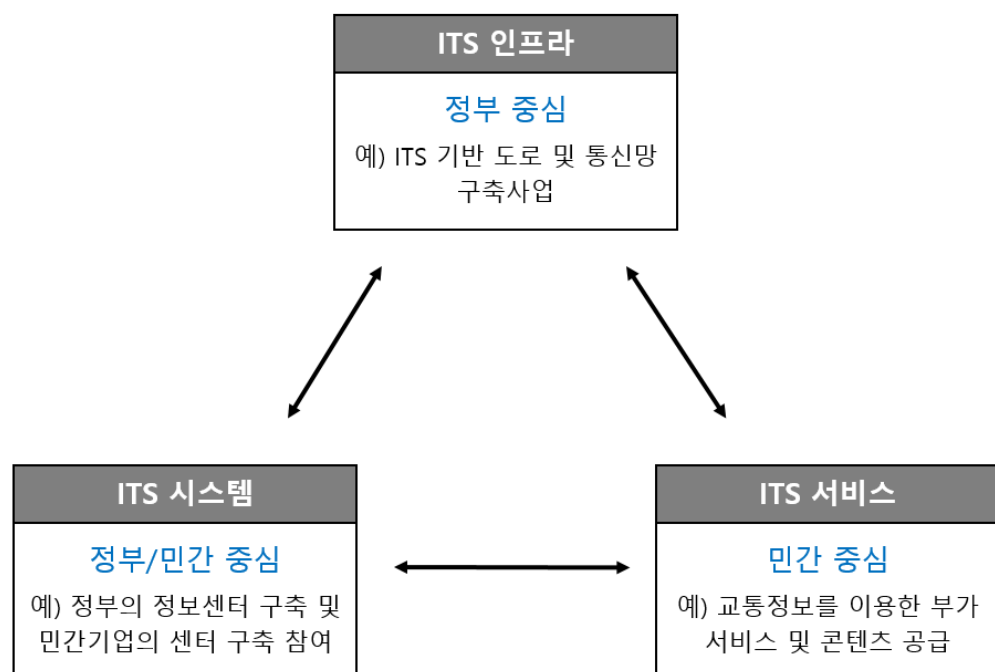 ITS 인프라
정부 중심
예) ITS 기반 도로 및 통신망
구축사업
ITS 시스템
정부/민간 중심
예) 정부의 정보센터 구축 및
민간기업의 센터 구축 참여
ITS 서비스
민간 중심
예) 교통정보를 이용한 부가
서비스 및 콘텐츠 공급